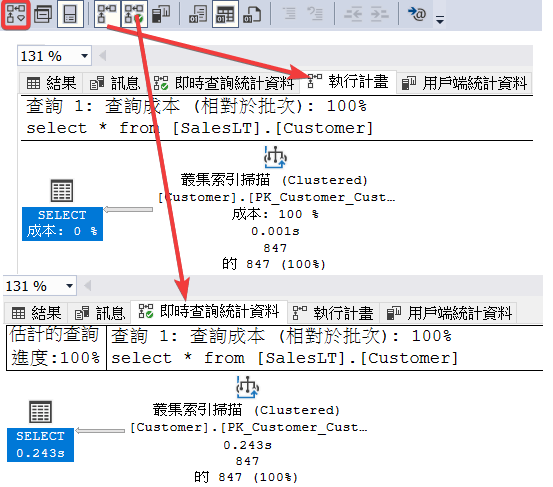 131 %
結果 訊息 即時查詢統計資料 執行計畫 用戶端統計資料
查詢 1: 查詢成本 (相對於批次): 100%
select * from [SalesLT].[Customer]
叢集索引掃描 (Clustered)
[Customer].[PK_Customer_Cust…
SELECT
成本: 0 %
成本: 100 %
0.001s
847
的 847 (100%)
131 %
結果 訊息 即時查詢統計資料 執行計畫 用戶端統計資料
估計的查詢
進度:100%
查詢 1: 查詢成本 (相對於批次): 100%
select * from [SalesLT].[Customer]
叢集索引掃描 (Clustered)
[Customer].[PK_Customer_Cust…
SELECT
0.243s
0.243s
847
的 847 (100%)